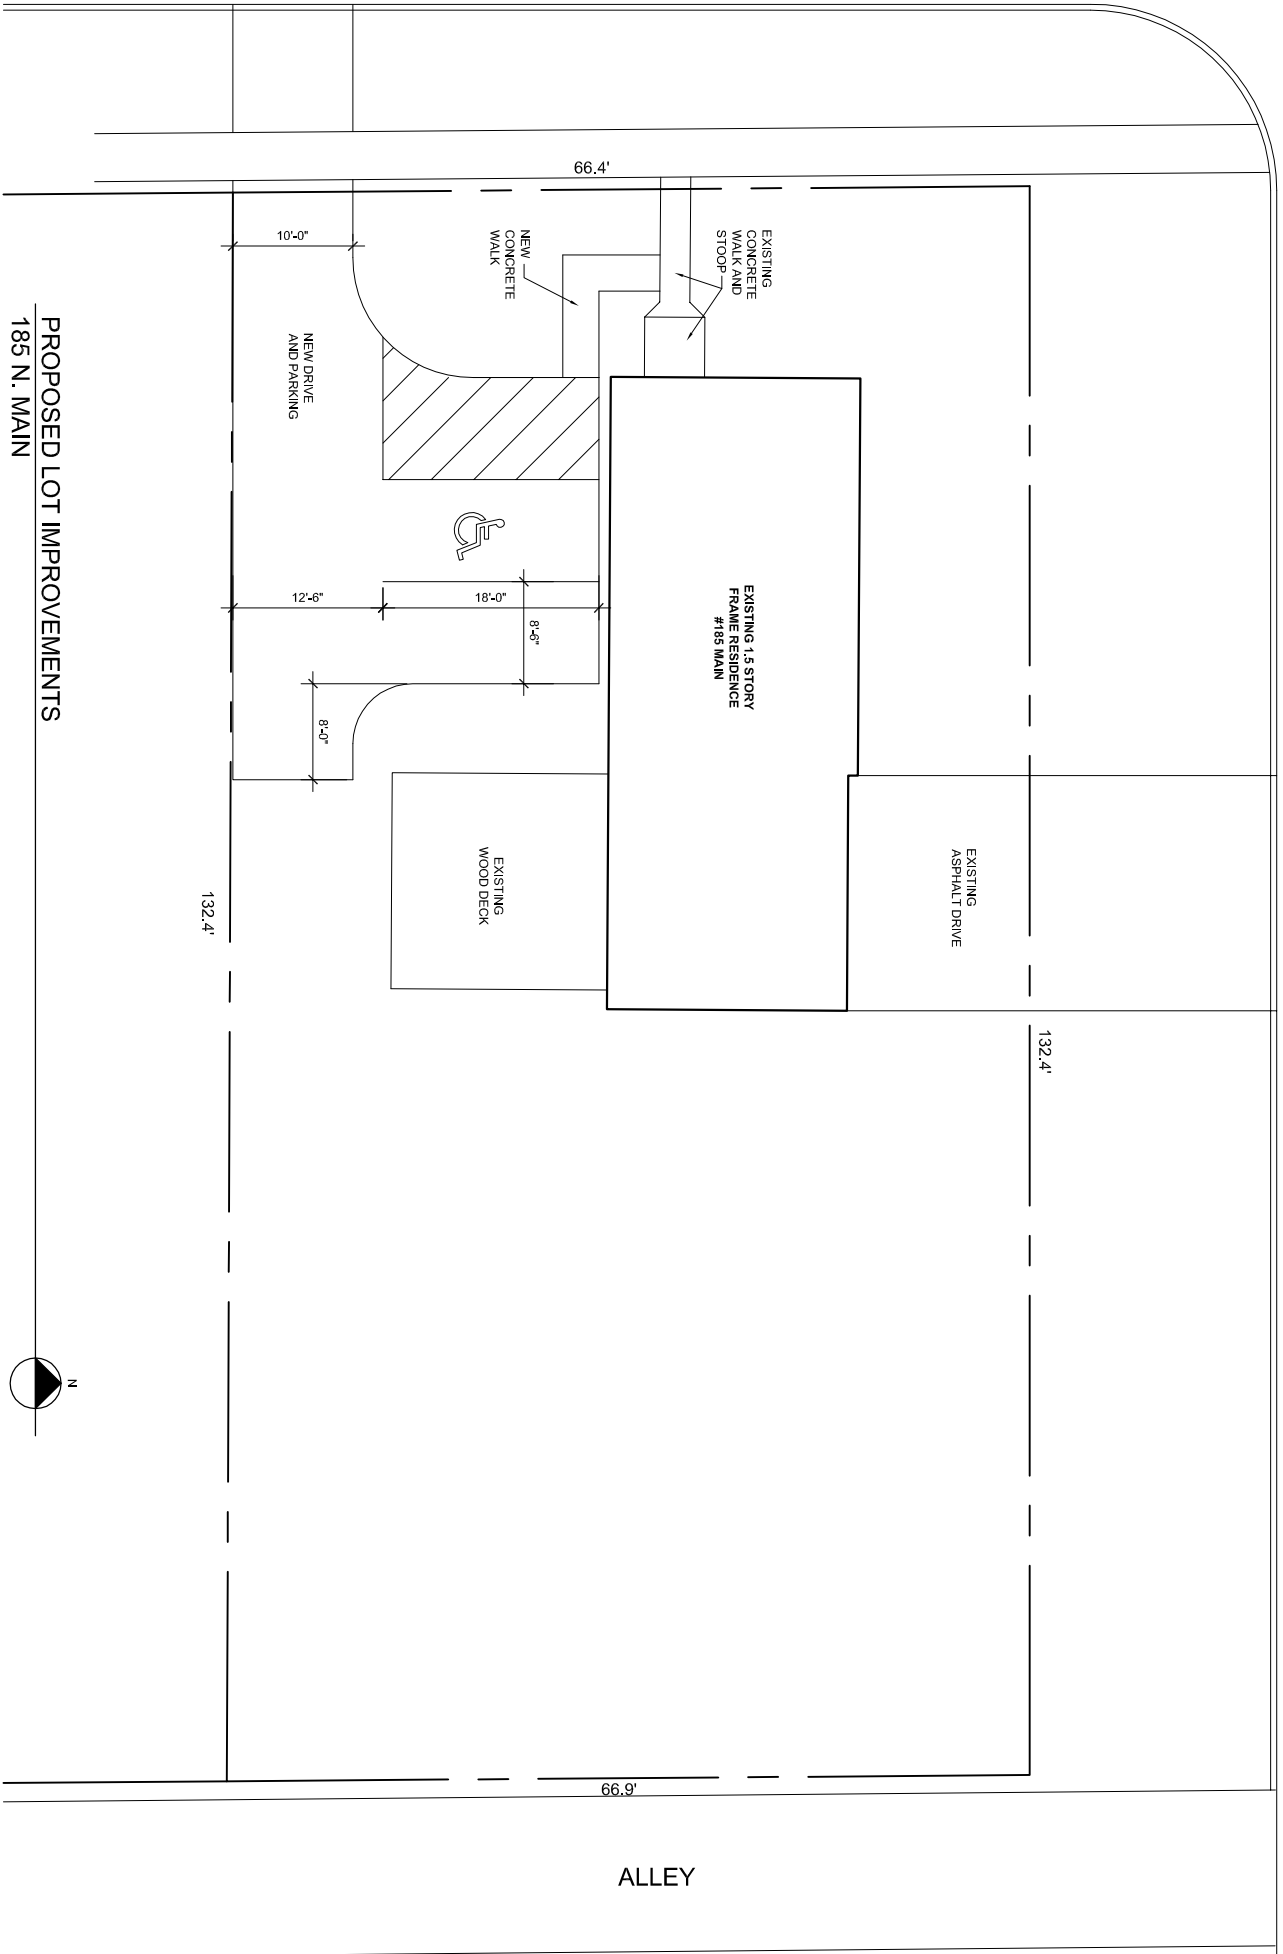 66.4'
EXISTING
CONCRETE
WALK AND
STOOP
NEW
CONCRETE
WALK
10'-0"
NEW DRIVE
AND PARKING
EXISTING 1.5 STORY
FRAME RESIDENCE
#185 MAIN
12'-6"
18'-0"
8'-6"
8'-0"
EXISTING
WOOD DECK
EXISTING
ASPHALT DRIVE
132.4'
132.4'
66.9'
ALLEY
PROPOSED LOT IMPROVEMENTS
185 N. MAIN
N